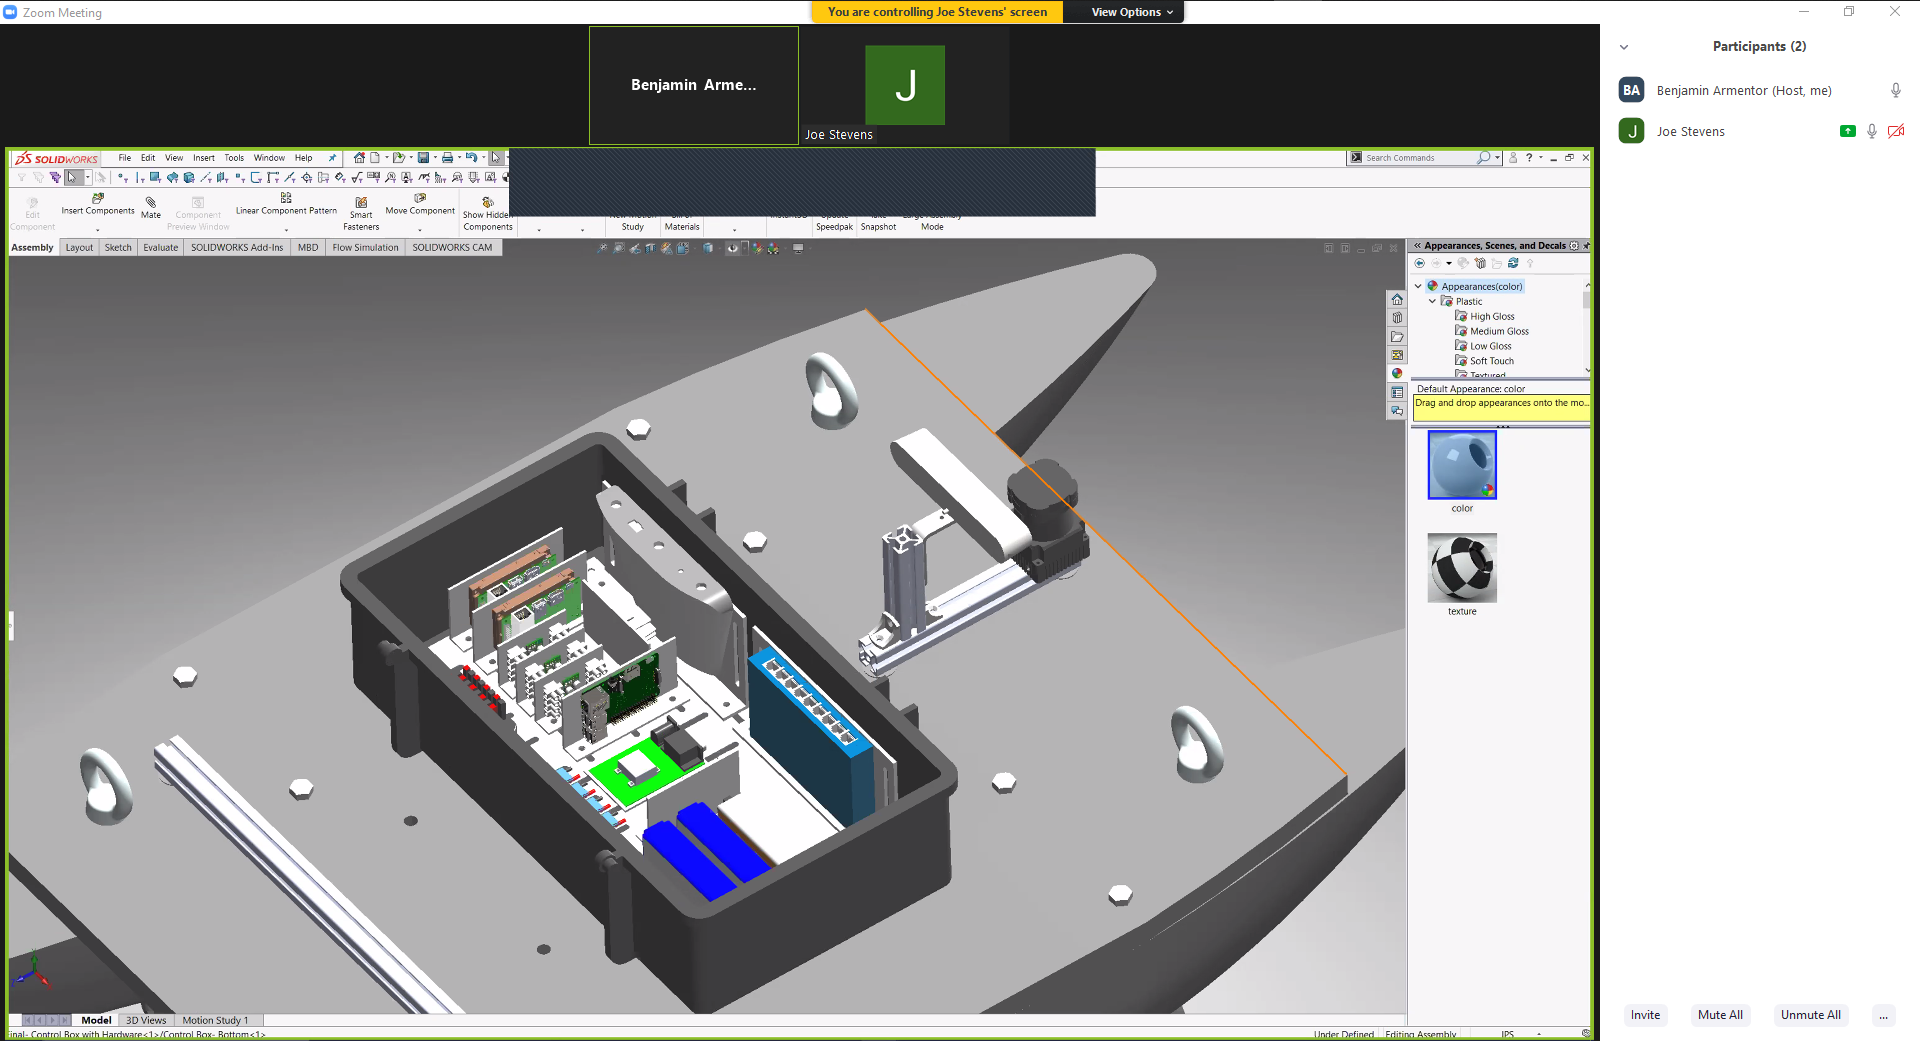 Zoom Meeting
You are controlling Joe Stevens' screen
View Options
Benjamin Arme...
J
Joe Stevens
Participants (2)
BA Benjamin Armentor (Host, me)
J Joe Stevens
SOLIDWORKS
File Edit View Insert Tools Window Help
Search Commands
Edit Component
Insert Components
Mate
Component Preview Window
Linear Component Pattern
Smart Fasteners
Move Component
Show Hidden Components
Study
Materials
Speedpak
Snapshot
Mode
Assembly Layout Sketch Evaluate SOLIDWORKS Add-Ins MBD Flow Simulation SOLIDWORKS CAM
Appearances, Scenes, and Decals
Appearances(color)
Plastic
High Gloss
Medium Gloss
Low Gloss
Soft Touch
Textured
Default Appearance: color
Drag and drop appearances onto the mo...
color
texture
Model 3D Views Motion Study 1
inal- Control Box with Hardware<1>/Control Box- Bottom<1>
Under Defined Editing Assembly IPS
Invite Mute All Unmute All ...